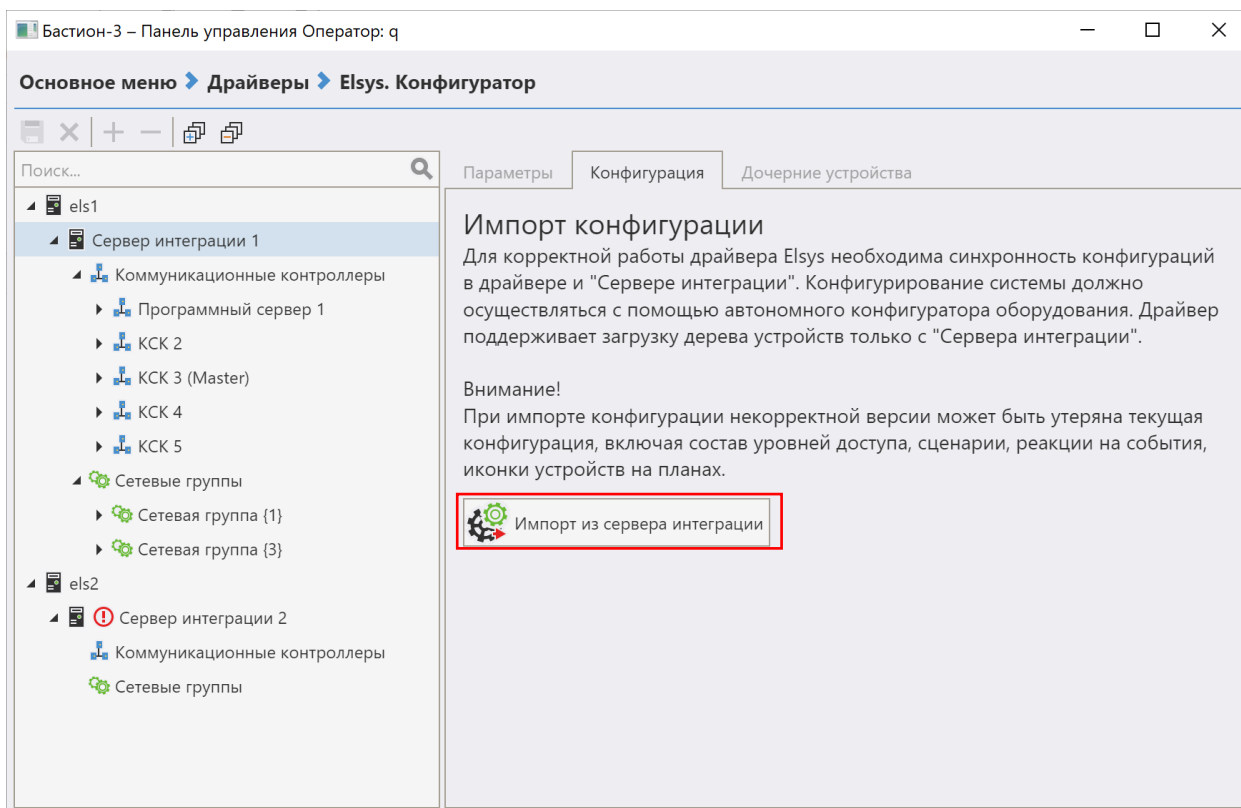 Бастион-3 – Панель управления Оператор: q
Основное меню Драйверы Elsys. Конфигуратор
Поиск...
els1
Сервер интеграции 1
Коммуникационные контроллеры
Программный сервер 1
КСК 2
КСК 3 (Master)
КСК 4
КСК 5
Сетевые группы
Сетевая группа {1}
Сетевая группа {3}
els2
Сервер интеграции 2
Коммуникационные контроллеры
Сетевые группы
Параметры Конфигурация Дочерние устройства
Импорт конфигурации
Для корректной работы драйвера Elsys необходима синхронность конфигураций
в драйвере и "Сервере интеграции". Конфигурирование системы должно
осуществляться с помощью автономного конфигуратора оборудования. Драйвер
поддерживает загрузку дерева устройств только с "Сервера интеграции".
Внимание!
При импорте конфигурации некорректной версии может быть утеряна текущая
конфигурация, включая состав уровней доступа, сценарии, реакции на события,
иконки устройств на планах.
Импорт из сервера интеграции